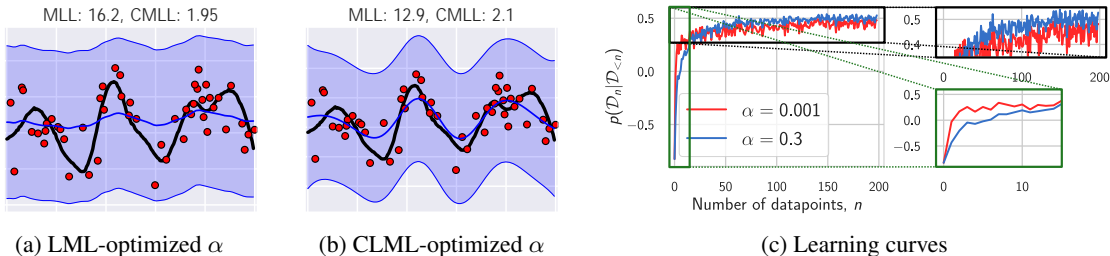 MLL: 16.2, CMLL: 1.95
MLL: 12.9, CMLL: 2.1
0.5
0.0
−0.5
p(𝒟ₙ|𝒟<ₙ)
α = 0.001
α = 0.3
0 50 100 150 200
Number of datapoints, n
0.5
0.4
0 100 200
0.5
0.0
−0.5
0 10
(a) LML-optimized α
(b) CLML-optimized α
(c) Learning curves